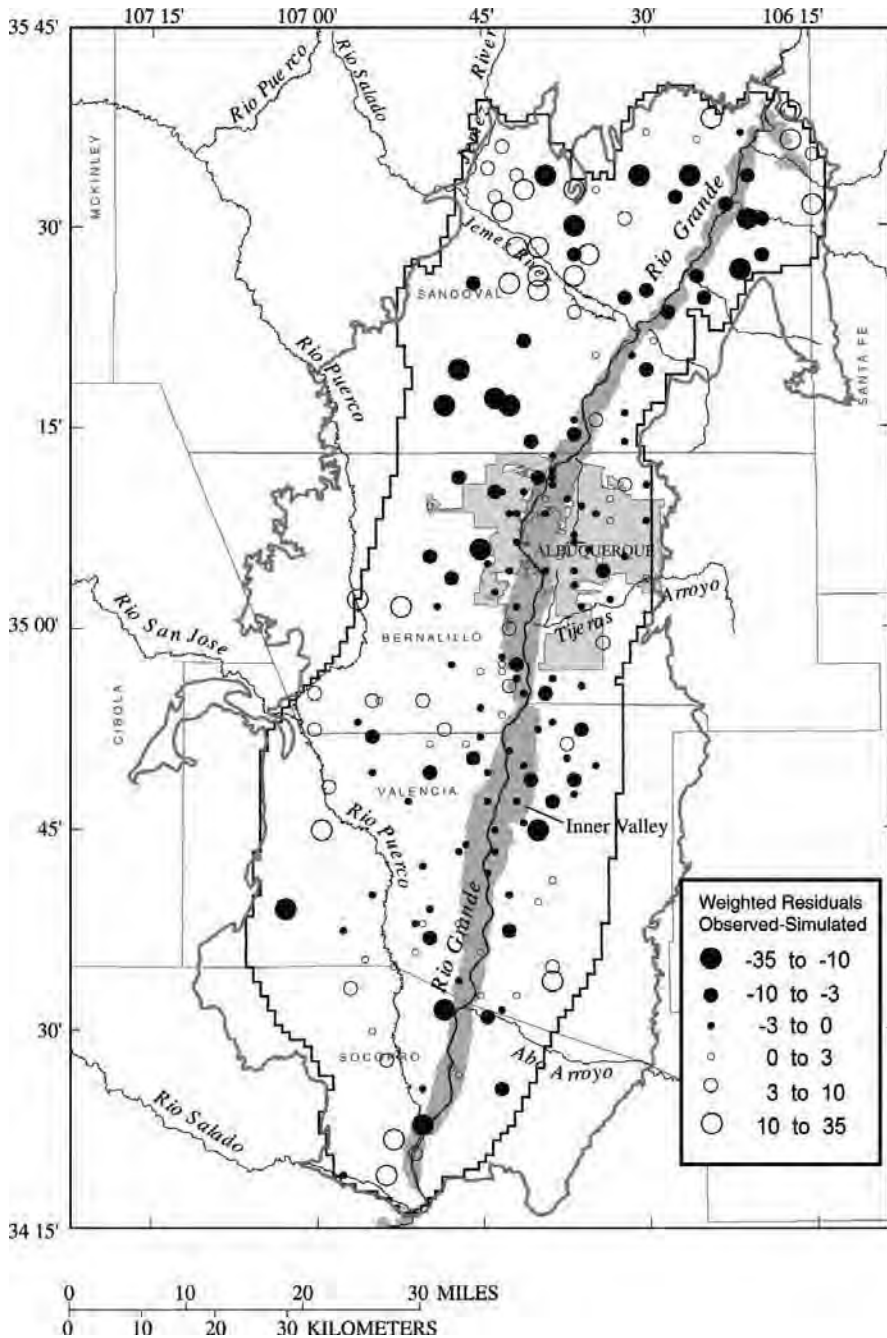 107 15'
107 00'
45'
30'
106 15'
35 45'
Rio Puerco
Rio Salado
River
MCKINLEY
30'
Jemez River
Rio Grande
SANDOVAL
SANTA FE
Rio Puerco
15'
ALBUQUERQUE
35 00'
Rio San Jose
BERNALILLO
Tijeras
Arroyo
CIBOLA
VALENCIA
Inner Valley
45'
Rio Puerco
Rio Grande
Weighted Residuals
Observed-Simulated
-35 to -10
-10 to -3
-3 to 0
0 to 3
3 to 10
10 to 35
30'
SOCORRO
Abo
Arroyo
Rio Salado
34 15'
0 10 20 30 MILES
0 10 20 30 KILOMETERS